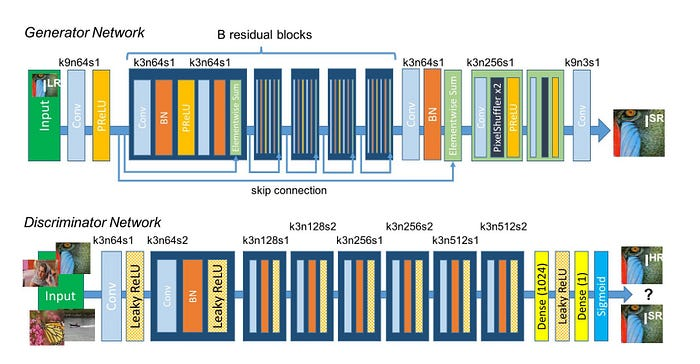 Generator Network
B residual blocks
k9n64s1
k3n64s1
k3n64s1
k3n64s1
k3n256s1
k9n3s1
I^LR
Input
Conv
PReLU
Conv
BN
PReLU
Elementwise Sum
Conv
BN
Elementwise Sum
Conv
PixelShuffler x2
PReLU
Conv
I^SR
skip connection
Discriminator Network
k3n128s2
k3n256s2
k3n512s2
k3n64s1
k3n64s2
k3n128s1
k3n256s1
k3n512s1
Input
Conv
Leaky ReLU
Conv
BN
Leaky ReLU
Dense (1024)
Leaky ReLU
Dense (1)
Sigmoid
I^HR
?
I^SR